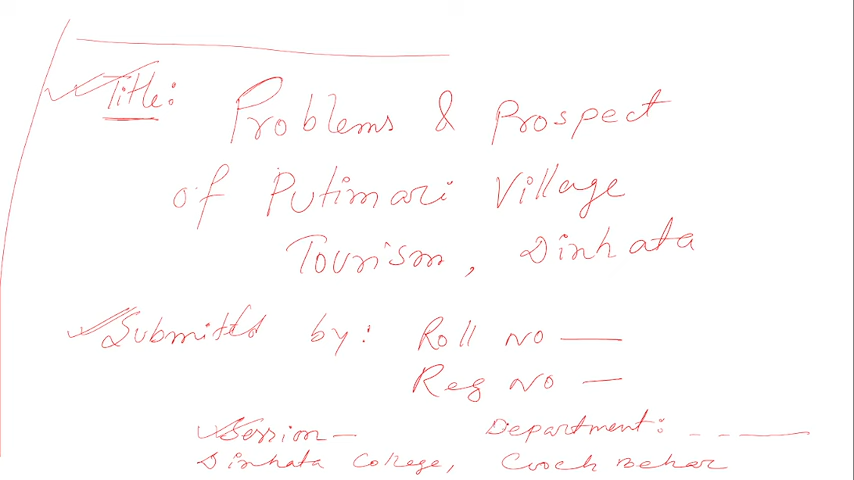 Title: Problems & Prospect
of Putimari Village
Tourism, Dinhata
Submitted by: Roll no —
Reg no —
Session — Department: - - —
Dinhata College, Cooch Behar